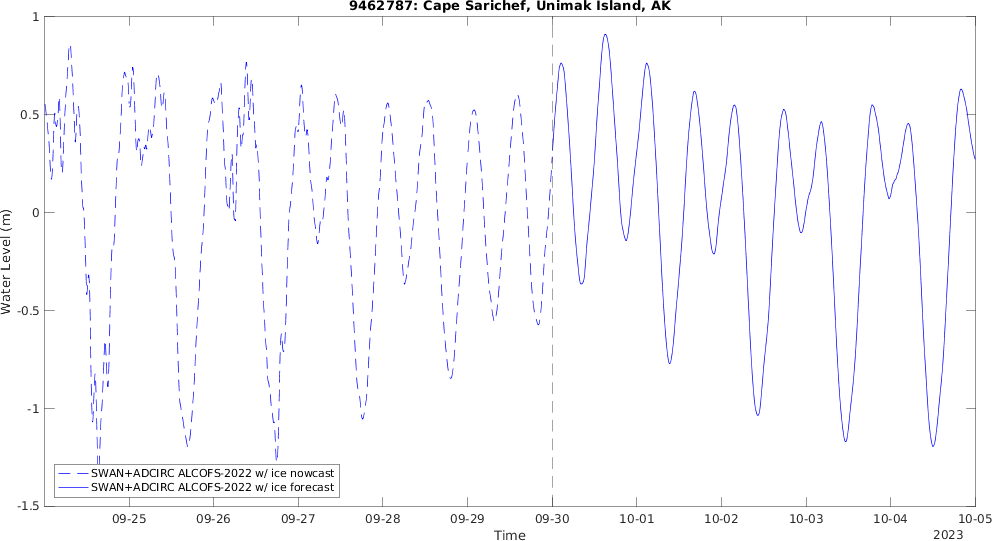 9462787: Cape Sarichef, Unimak Island, AK
Water Level (m)
1
0.5
0
-0.5
-1
-1.5
SWAN+ADCIRC ALCOFS-2022 w/ ice nowcast
SWAN+ADCIRC ALCOFS-2022 w/ ice forecast
09-25 09-26 09-27 09-28 09-29 09-30 10-01 10-02 10-03 10-04 10-05
Time
2023